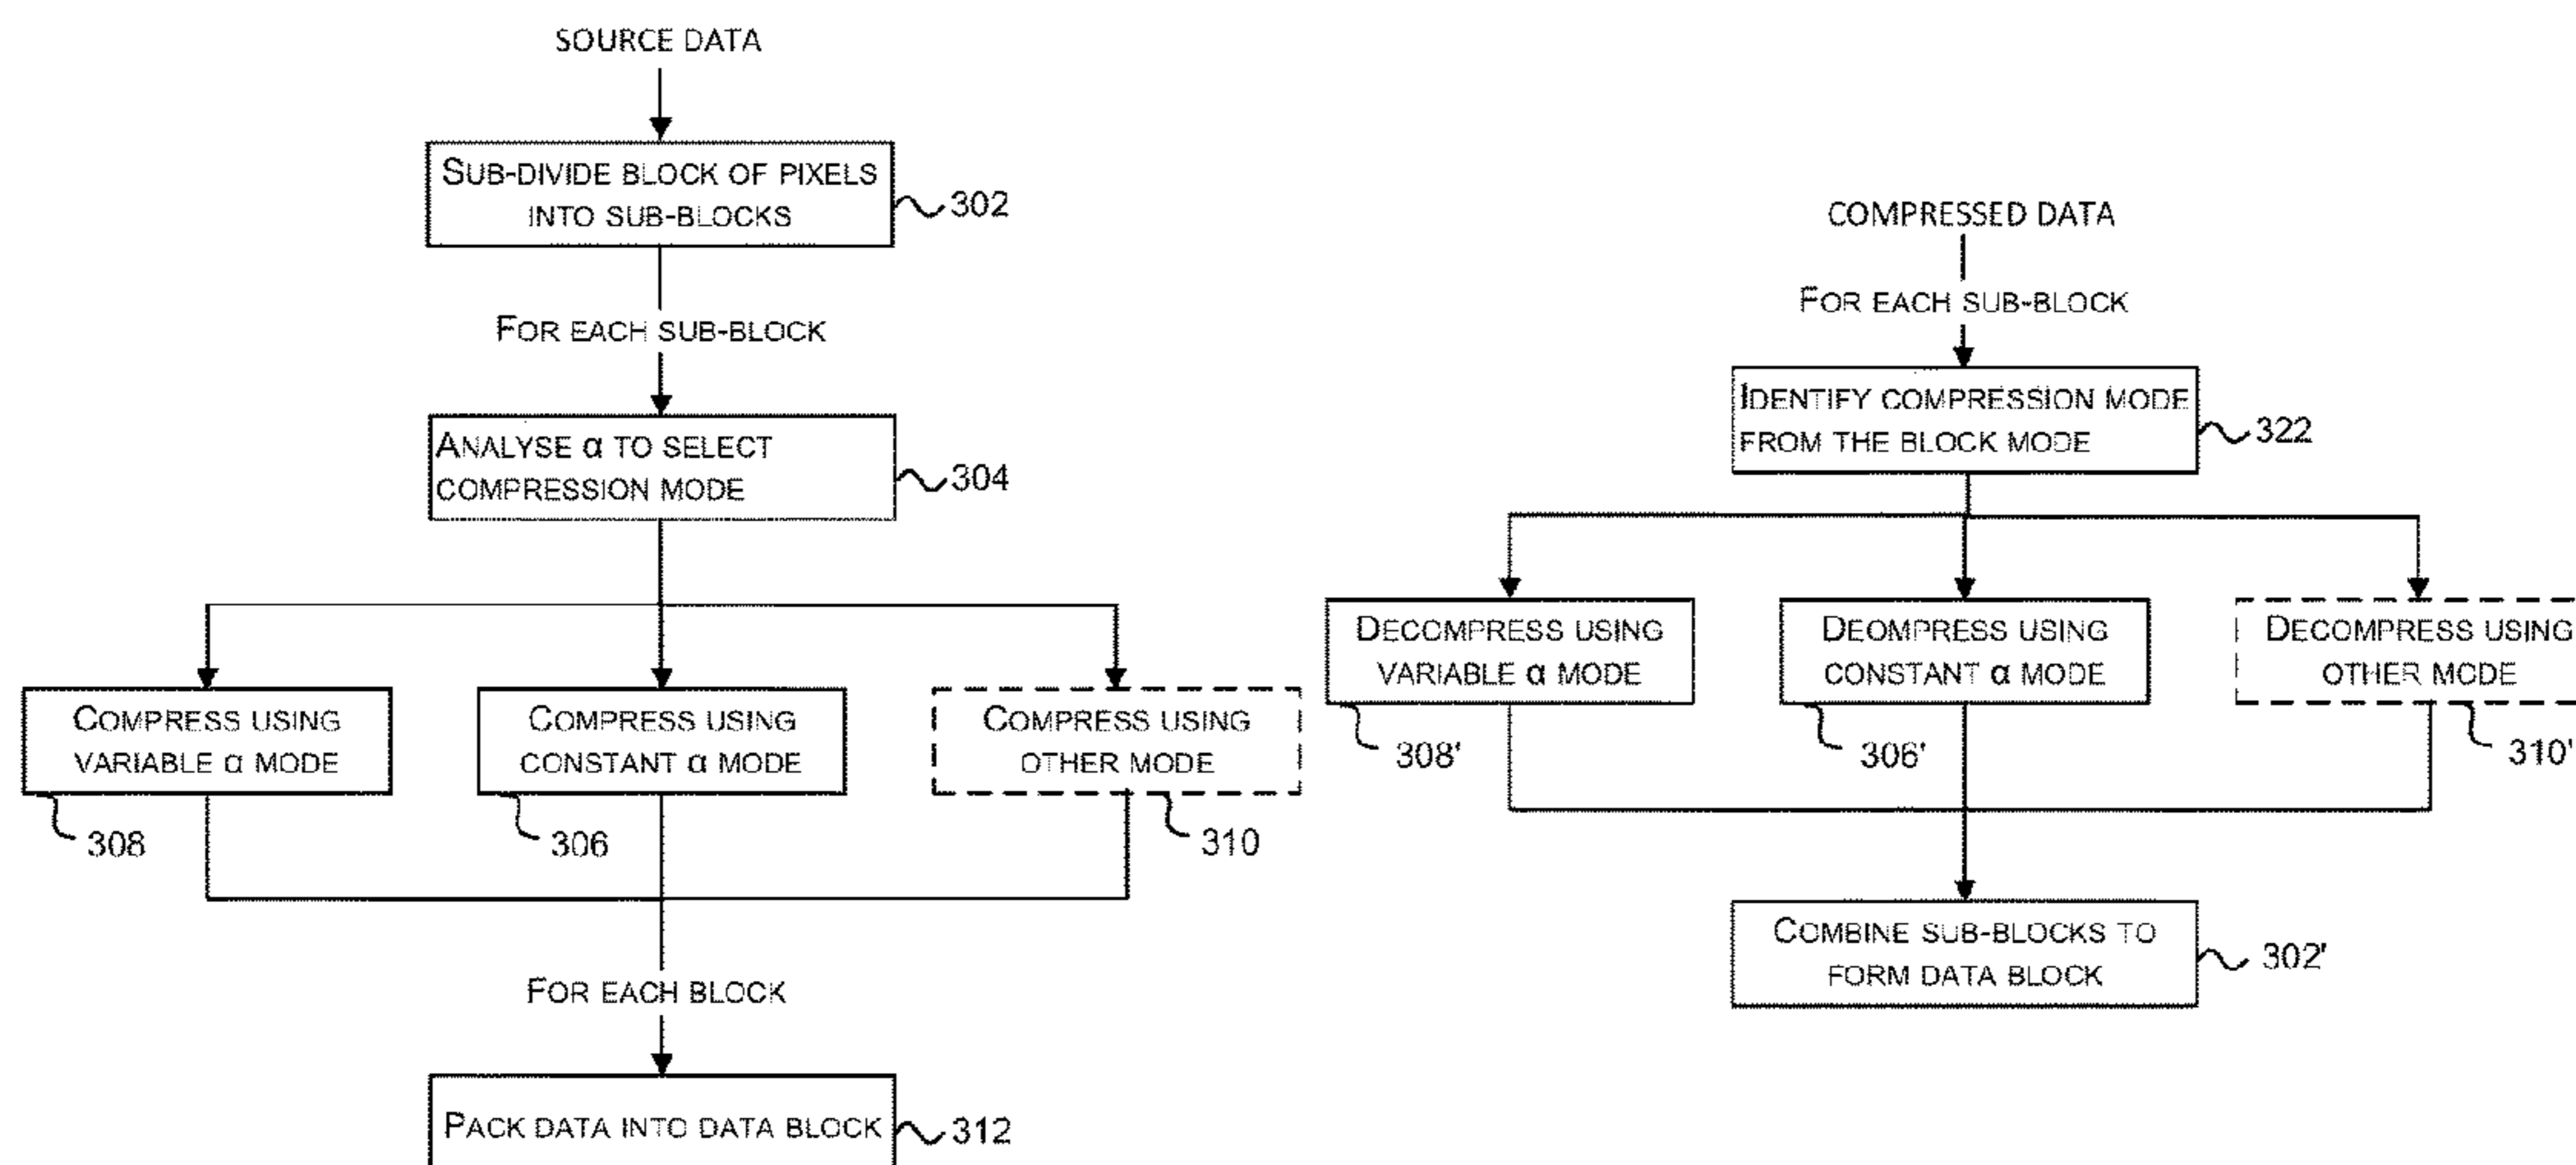 SOURCE DATA
SUB-DIVIDE BLOCK OF PIXELS
INTO SUB-BLOCKS
302
FOR EACH SUB-BLOCK
ANALYSE α TO SELECT
COMPRESSION MODE
304
COMPRESS USING
VARIABLE α MODE
308
COMPRESS USING
CONSTANT α MODE
306
COMPRESS USING
OTHER MODE
310
FOR EACH BLOCK
PACK DATA INTO DATA BLOCK
312
COMPRESSED DATA
FOR EACH SUB-BLOCK
IDENTIFY COMPRESSION MODE
FROM THE BLOCK MODE
322
DECOMPRESS USING
VARIABLE α MODE
308'
DEOMPRESS USING
CONSTANT α MODE
306'
DECOMPRESS USING
OTHER MODE
310'
COMBINE SUB-BLOCKS TO
FORM DATA BLOCK
302'